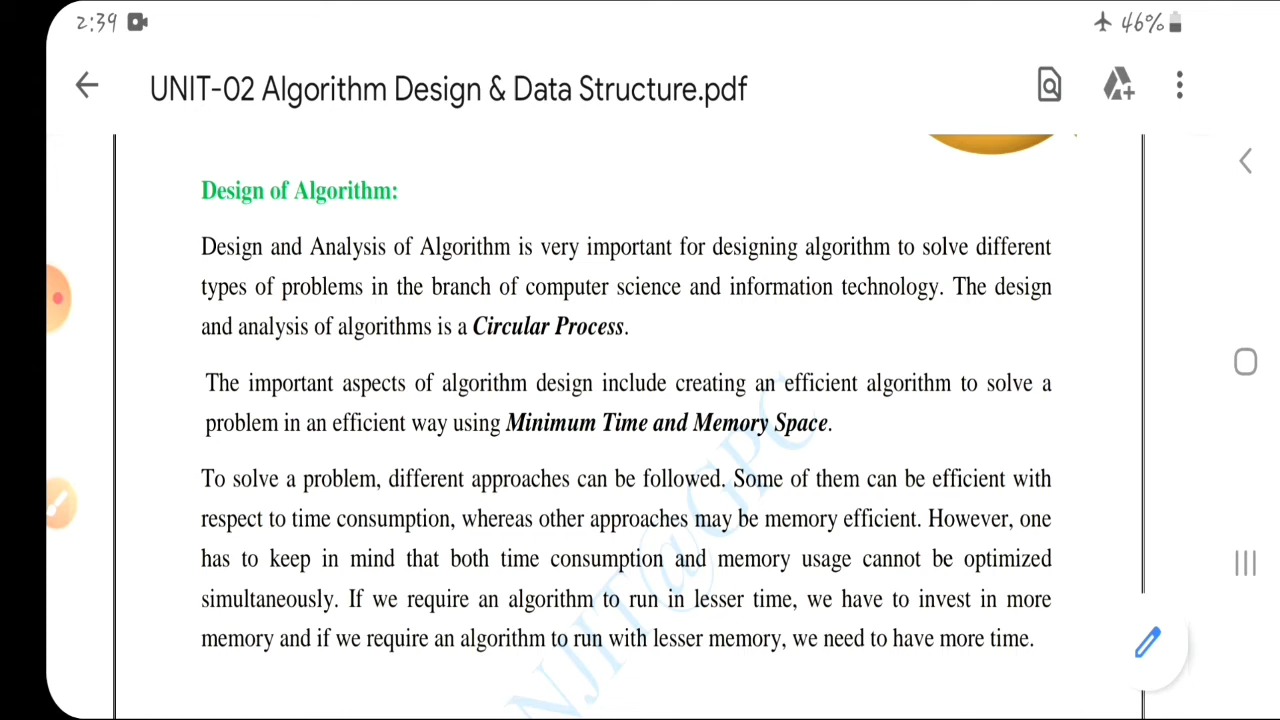 2:39
46%
UNIT-02 Algorithm Design & Data Structure.pdf
Design of Algorithm:
Design and Analysis of Algorithm is very important for designing algorithm to solve different
types of problems in the branch of computer science and information technology. The design
and analysis of algorithms is a Circular Process.
The important aspects of algorithm design include creating an efficient algorithm to solve a
problem in an efficient way using Minimum Time and Memory Space.
To solve a problem, different approaches can be followed. Some of them can be efficient with
respect to time consumption, whereas other approaches may be memory efficient. However, one
has to keep in mind that both time consumption and memory usage cannot be optimized
simultaneously. If we require an algorithm to run in lesser time, we have to invest in more
memory and if we require an algorithm to run with lesser memory, we need to have more time.
NJIT@GPC